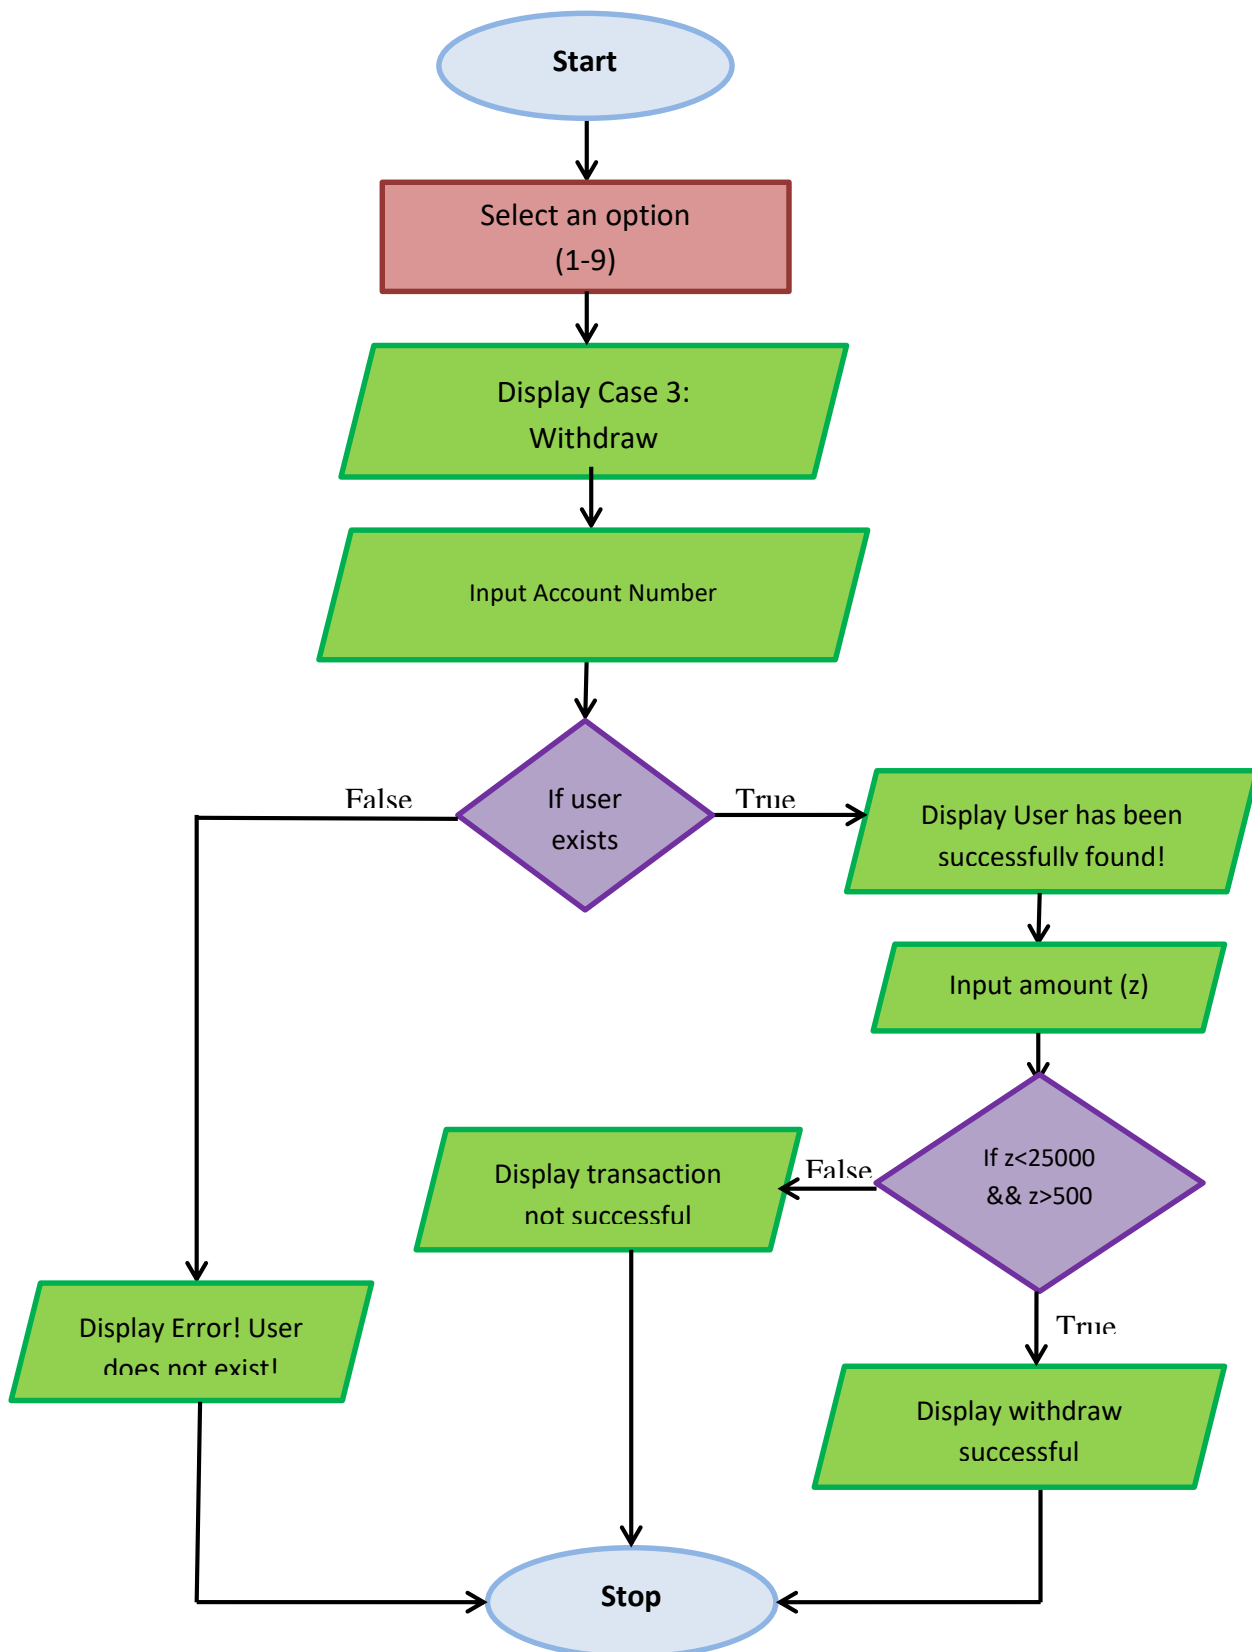 Start
Select an option
(1-9)
Display Case 3:
Withdraw
Input Account Number
False
If user
exists
True
Display User has been
successfully found!
Input amount (z)
If z<25000
&& z>500
False
Display transaction
not successful
True
Display Error! User
does not exist!
Display withdraw
successful
Stop